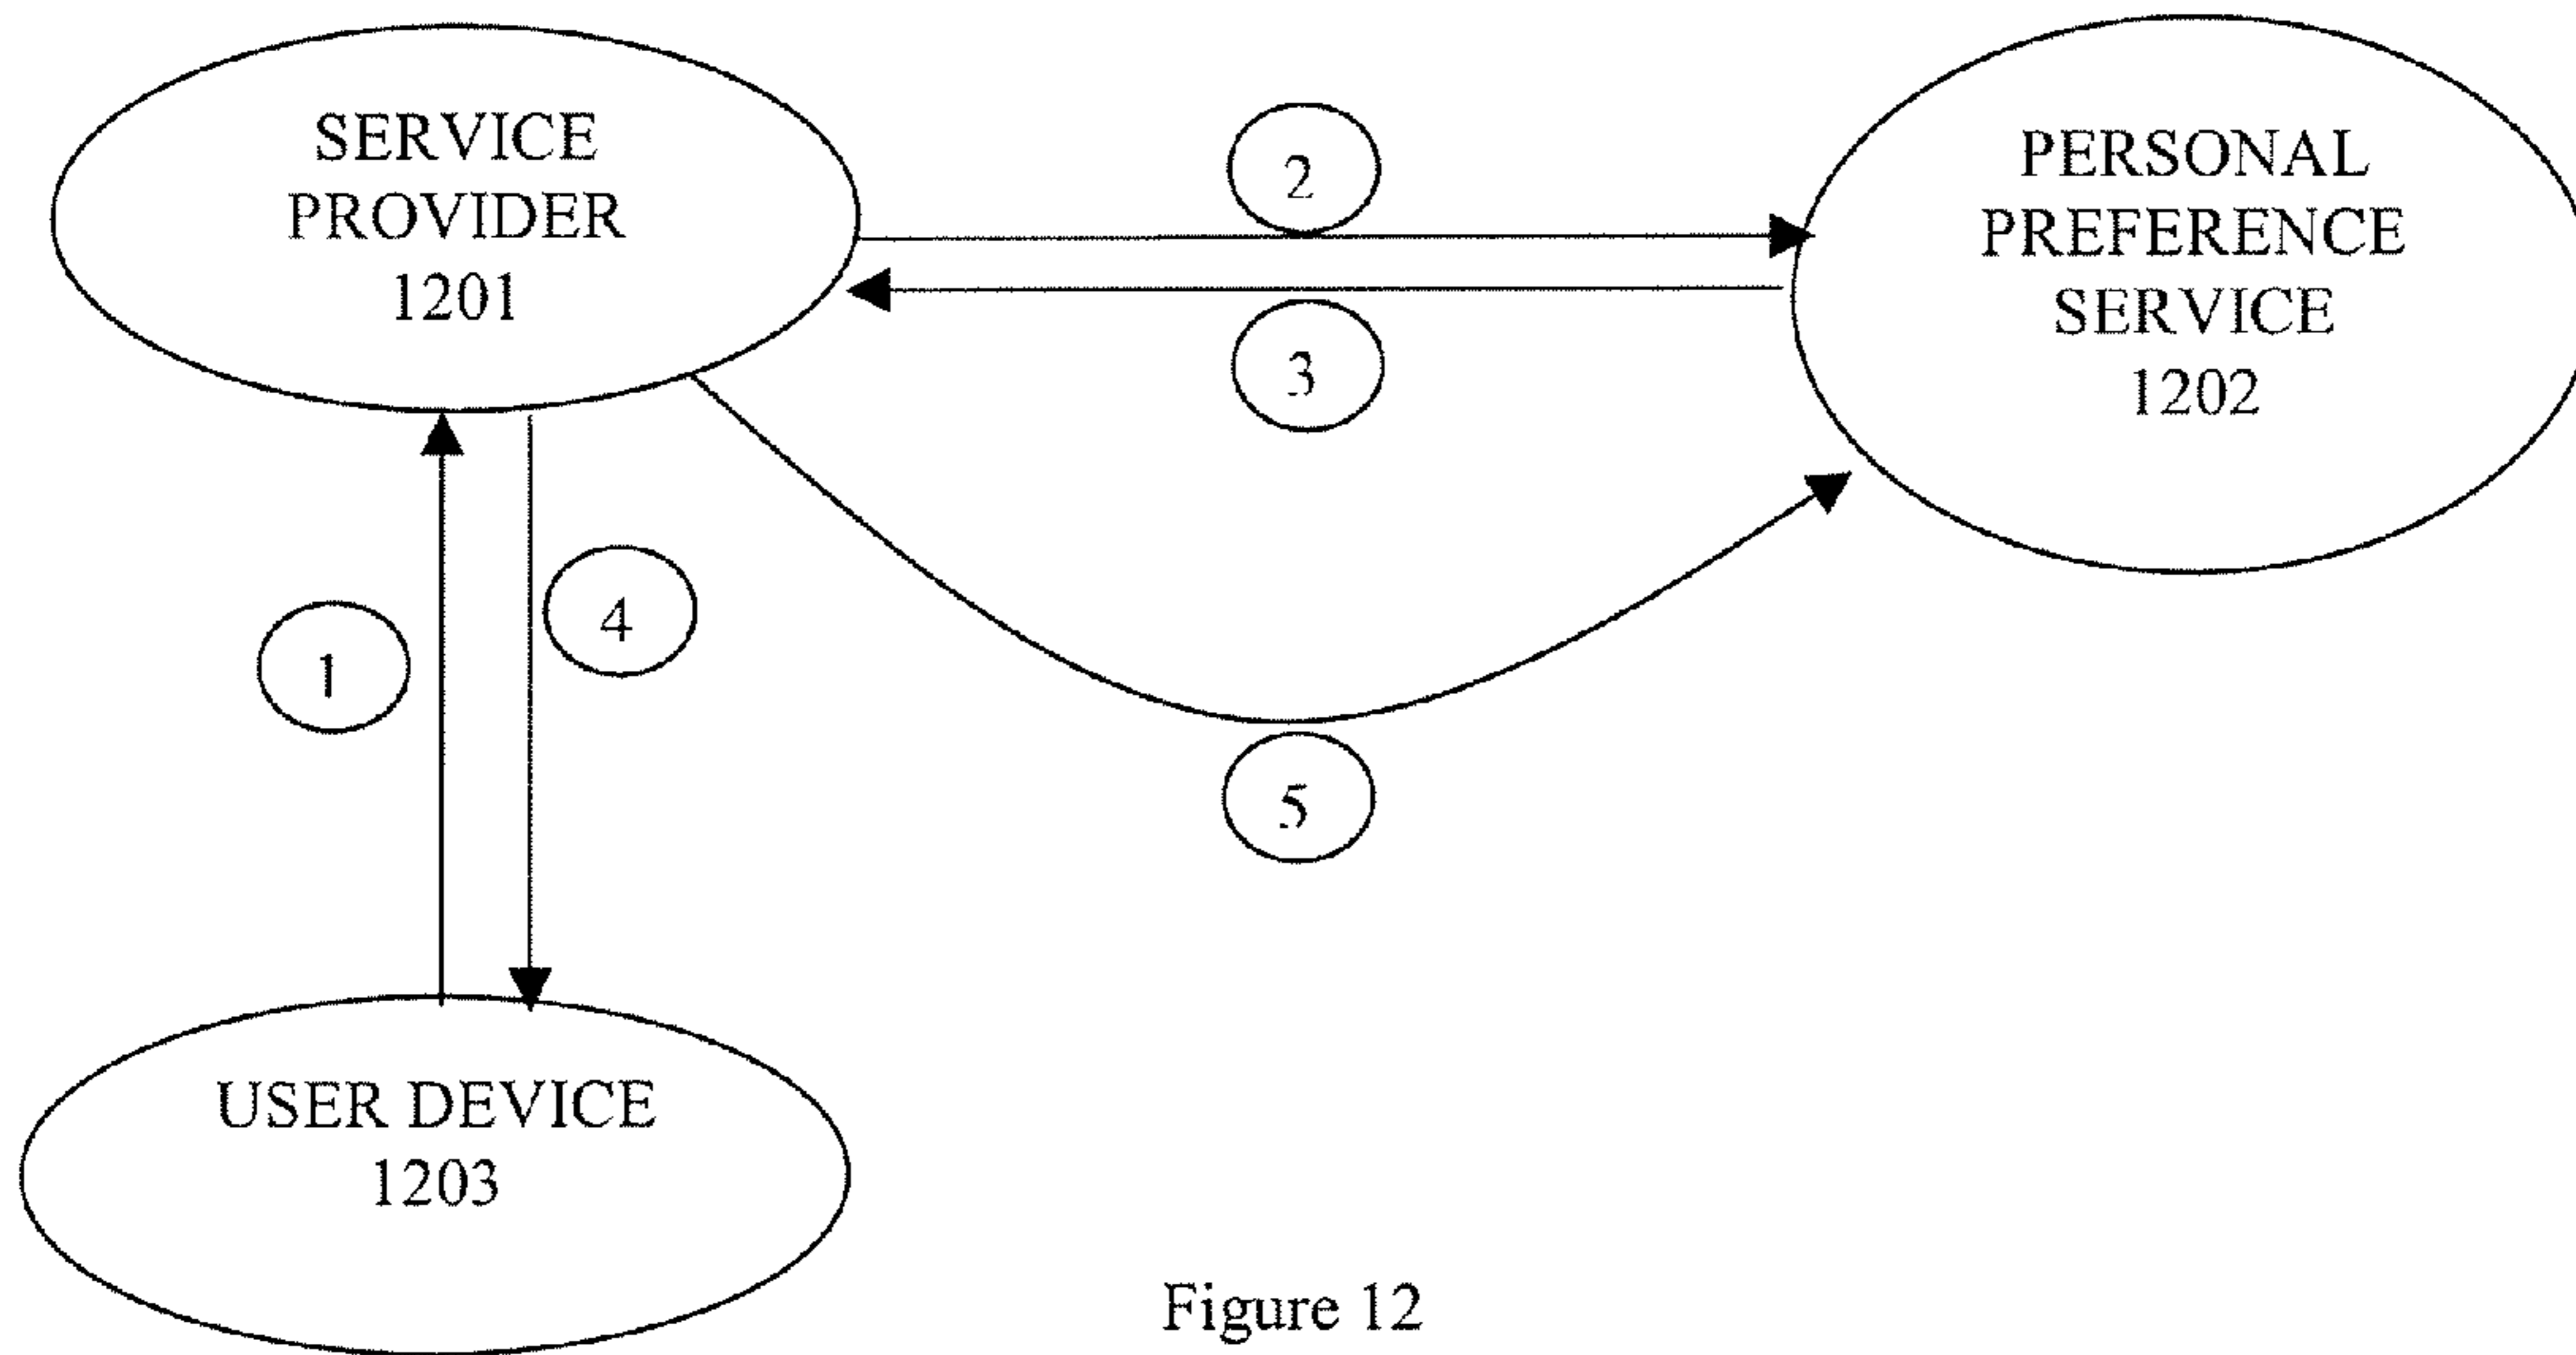 SERVICE
PROVIDER
1201
2
3
PERSONAL
PREFERENCE
SERVICE
1202
1
4
5
USER DEVICE
1203
Figure 12